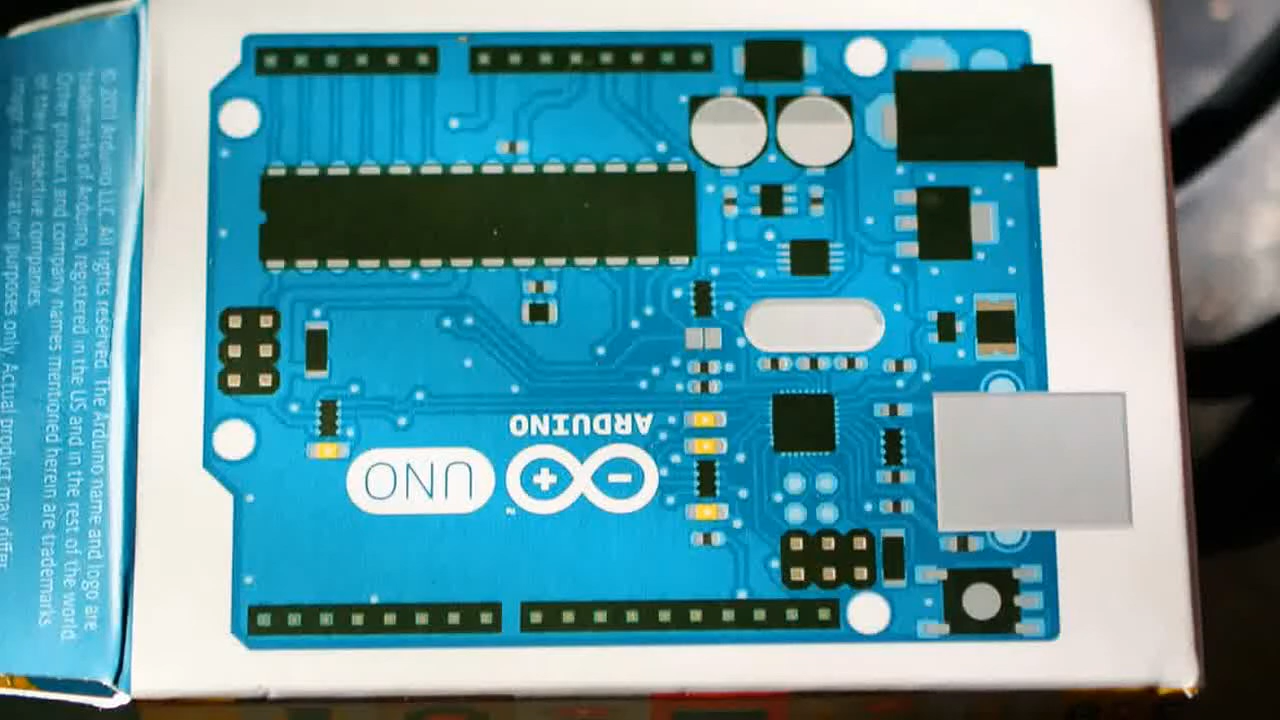 © 2011 Arduino LLC. All rights reserved. The Arduino name and logo are
trademarks of Arduino, registered in the US and in the rest of the world.
Other product and company names mentioned herein are trademarks
of their respective companies.
Image for illustration purposes only. Actual product may differ.
ARDUINO
UNO
™